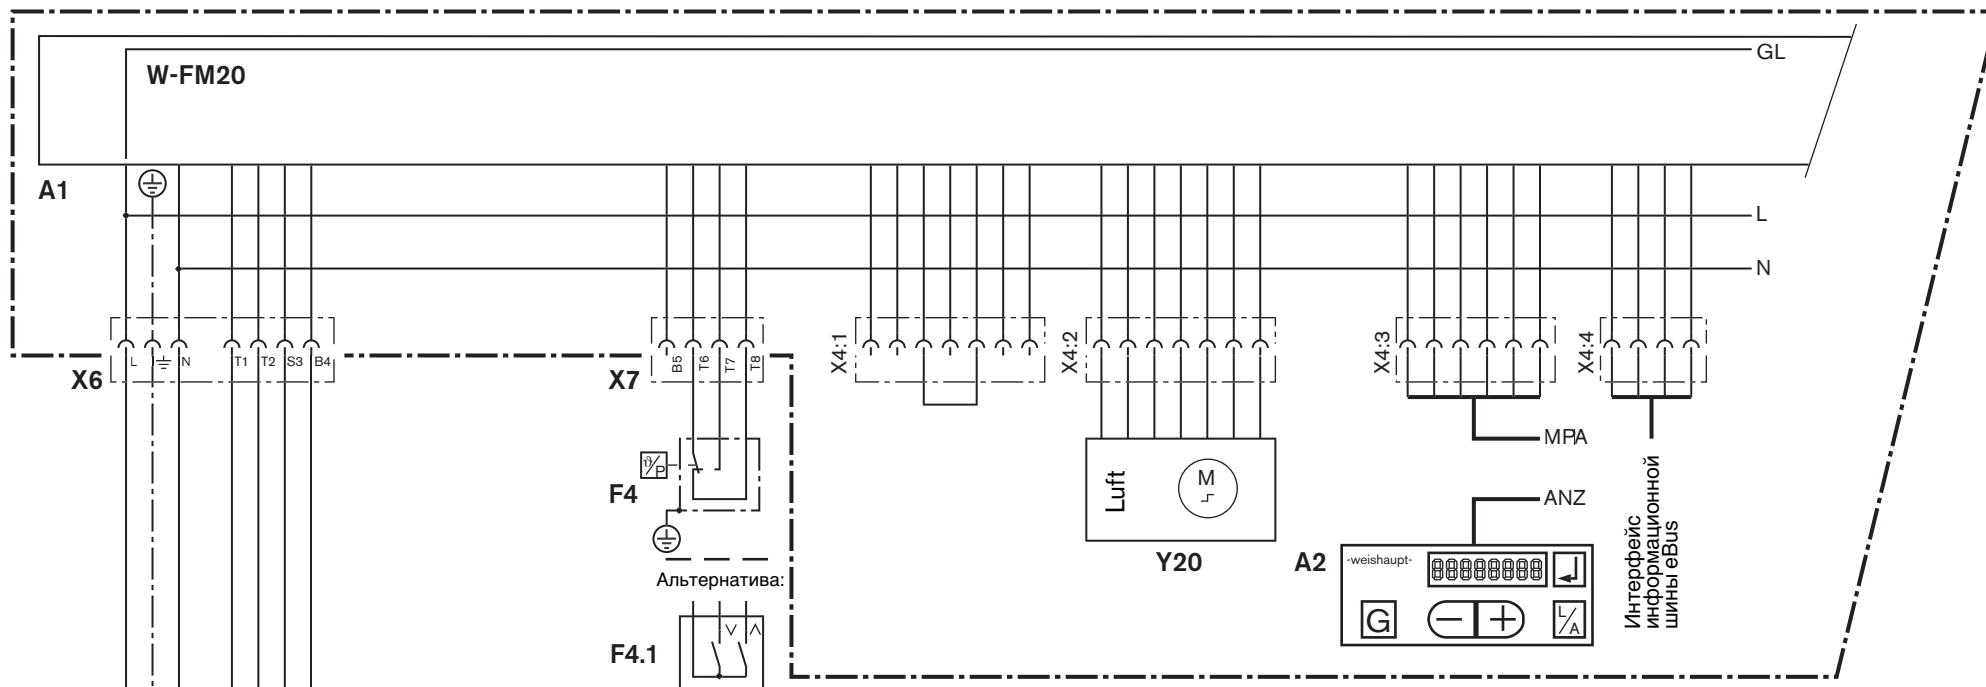 GL
W-FM20
A1
L
N
X6
L
N
T1
T2
S3
B4
X7
B5
T6
T7
T8
X4:1
X4:2
X4:3
X4:4
MPA
ϑ/P
F4
Luft
M
Y20
ANZ
A2
-weishaupt-
88888888
G
L/A
Интерфейс
информационной
шины eBus
Альтернатива:
F4.1